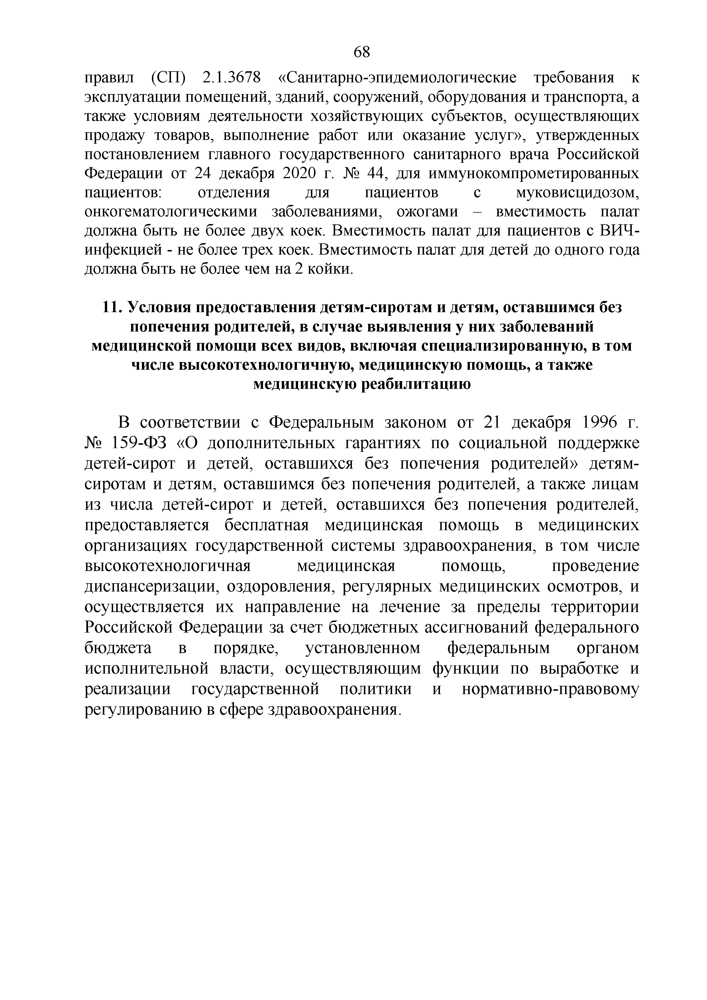 68
правил (СП) 2.1.3678 «Санитарно-эпидемиологические требования к
эксплуатации помещений, зданий, сооружений, оборудования и транспорта, а
также условиям деятельности хозяйствующих субъектов, осуществляющих
продажу товаров, выполнение работ или оказание услуг», утвержденных
постановлением главного государственного санитарного врача Российской
Федерации от 24 декабря 2020 г. № 44, для иммунокомпрометированных
пациентов: отделения для пациентов с муковисцидозом,
онкогематологическими заболеваниями, ожогами – вместимость палат
должна быть не более двух коек. Вместимость палат для пациентов с ВИЧ-
инфекцией - не более трех коек. Вместимость палат для детей до одного года
должна быть не более чем на 2 койки.
11. Условия предоставления детям-сиротам и детям, оставшимся без
попечения родителей, в случае выявления у них заболеваний
медицинской помощи всех видов, включая специализированную, в том
числе высокотехнологичную, медицинскую помощь, а также
медицинскую реабилитацию
В соответствии с Федеральным законом от 21 декабря 1996 г.
№ 159-ФЗ «О дополнительных гарантиях по социальной поддержке
детей-сирот и детей, оставшихся без попечения родителей» детям-
сиротам и детям, оставшимся без попечения родителей, а также лицам
из числа детей-сирот и детей, оставшихся без попечения родителей,
предоставляется бесплатная медицинская помощь в медицинских
организациях государственной системы здравоохранения, в том числе
высокотехнологичная медицинская помощь, проведение
диспансеризации, оздоровления, регулярных медицинских осмотров, и
осуществляется их направление на лечение за пределы территории
Российской Федерации за счет бюджетных ассигнований федерального
бюджета в порядке, установленном федеральным органом
исполнительной власти, осуществляющим функции по выработке и
реализации государственной политики и нормативно-правовому
регулированию в сфере здравоохранения.